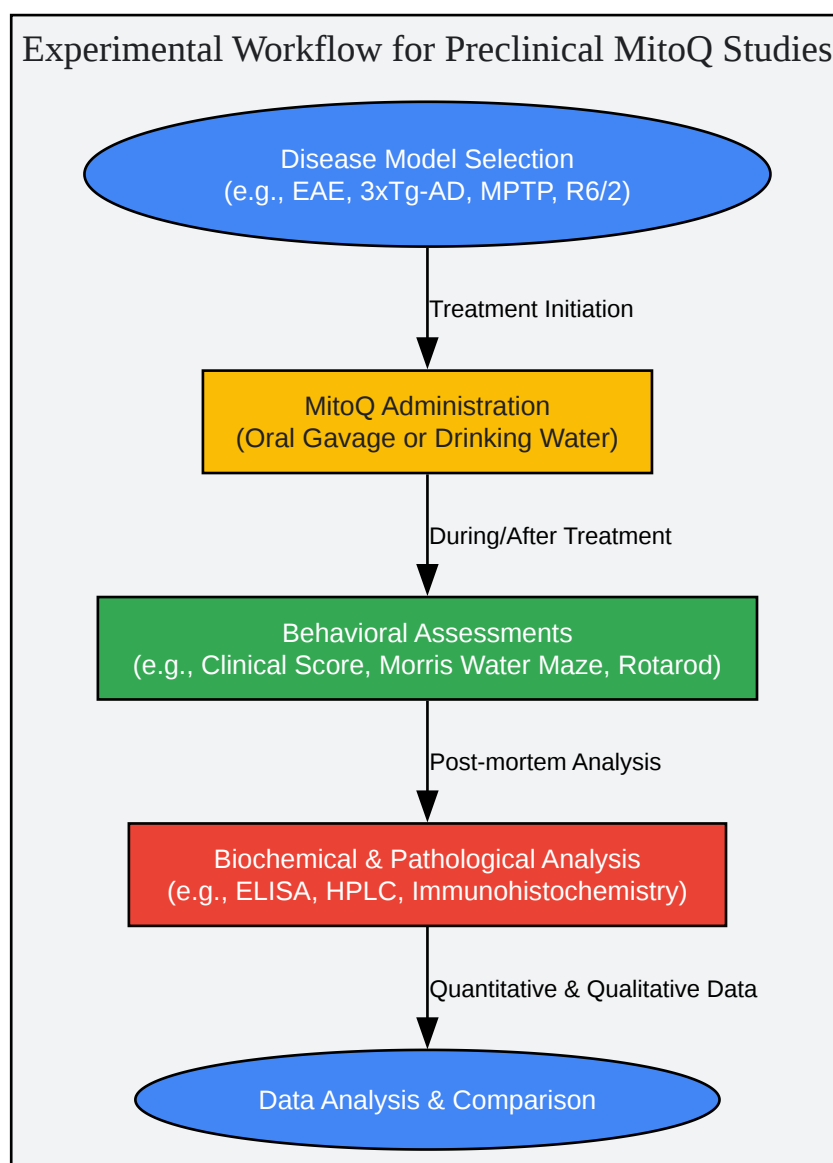 Experimental Workflow for Preclinical MitoQ Studies
Disease Model Selection
(e.g., EAE, 3xTg-AD, MPTP, R6/2)
Treatment Initiation
MitoQ Administration
(Oral Gavage or Drinking Water)
During/After Treatment
Behavioral Assessments
(e.g., Clinical Score, Morris Water Maze, Rotarod)
Post-mortem Analysis
Biochemical & Pathological Analysis
(e.g., ELISA, HPLC, Immunohistochemistry)
Quantitative & Qualitative Data
Data Analysis & Comparison